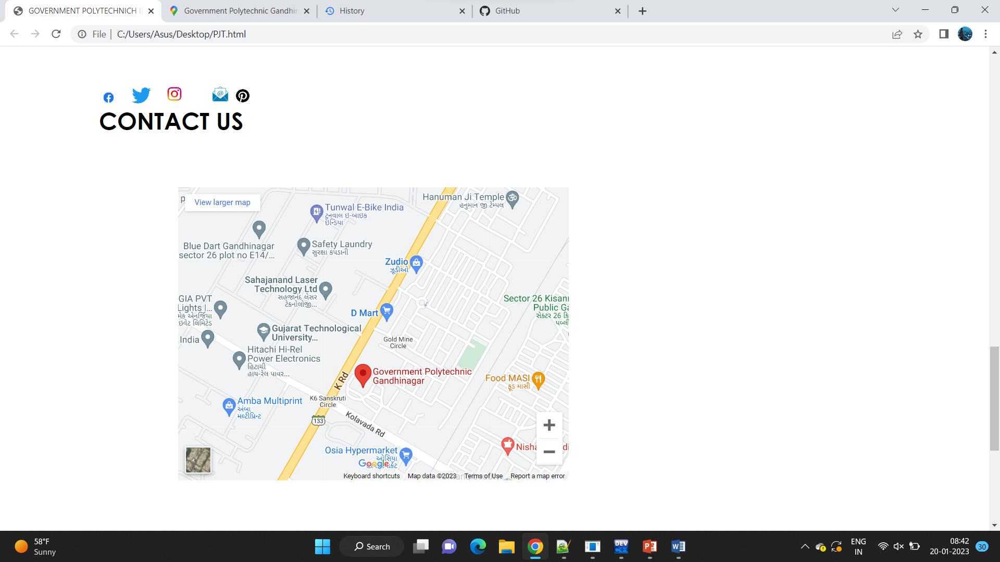 GOVERNMENT POLYTECHNICH I
Government Polytechnic Gandhin
History
GitHub
File
C:/Users/Asus/Desktop/PJT.html
CONTACT US
View larger map
Hanuman Ji Temple
હનુમાન જી ટેમ્પલ
Tunwal E-Bike India
ટુનવાલ ઇ-બાઇક
ઇન્ડિયા
Blue Dart Gandhinagar
sector 26 plot no E14/...
Safety Laundry
સુરક્ષા કપડાની
Zudio
ઝૂડીઓ
Sahajanand Laser
Technology Ltd
સહજાનંદ લેસર
ટેકનોલોજી...
GIA PVT
Lights I...
મેક એનર્જિયા
ઇવેટ લિમિટેડ
Sector 26 Kisann
Public Ga
સેક્ટર 26 કિ
પબ્લી
D Mart
Gujarat Technological
University...
India
Gold Mine
Circle
Hitachi Hi-Rel
Power Electronics
હિટાચી
હાય-રેલ પાવર...
Government Polytechnic
Gandhinagar
K Rd
Food MASI
ફૂડ માસી
K6 Sanskruti
Circle
Amba Multiprint
અંબા
મલ્ટીપ્રિન્ટ
133
Kolavada Rd
Osia Hypermarket
ઓસિયા
Google
Nisha
di
Keyboard shortcuts
Map data ©2023
Terms of Use
Report a map error
58°F
Sunny
Search
DEV
C++
ENG
IN
08:42
20-01-2023
30